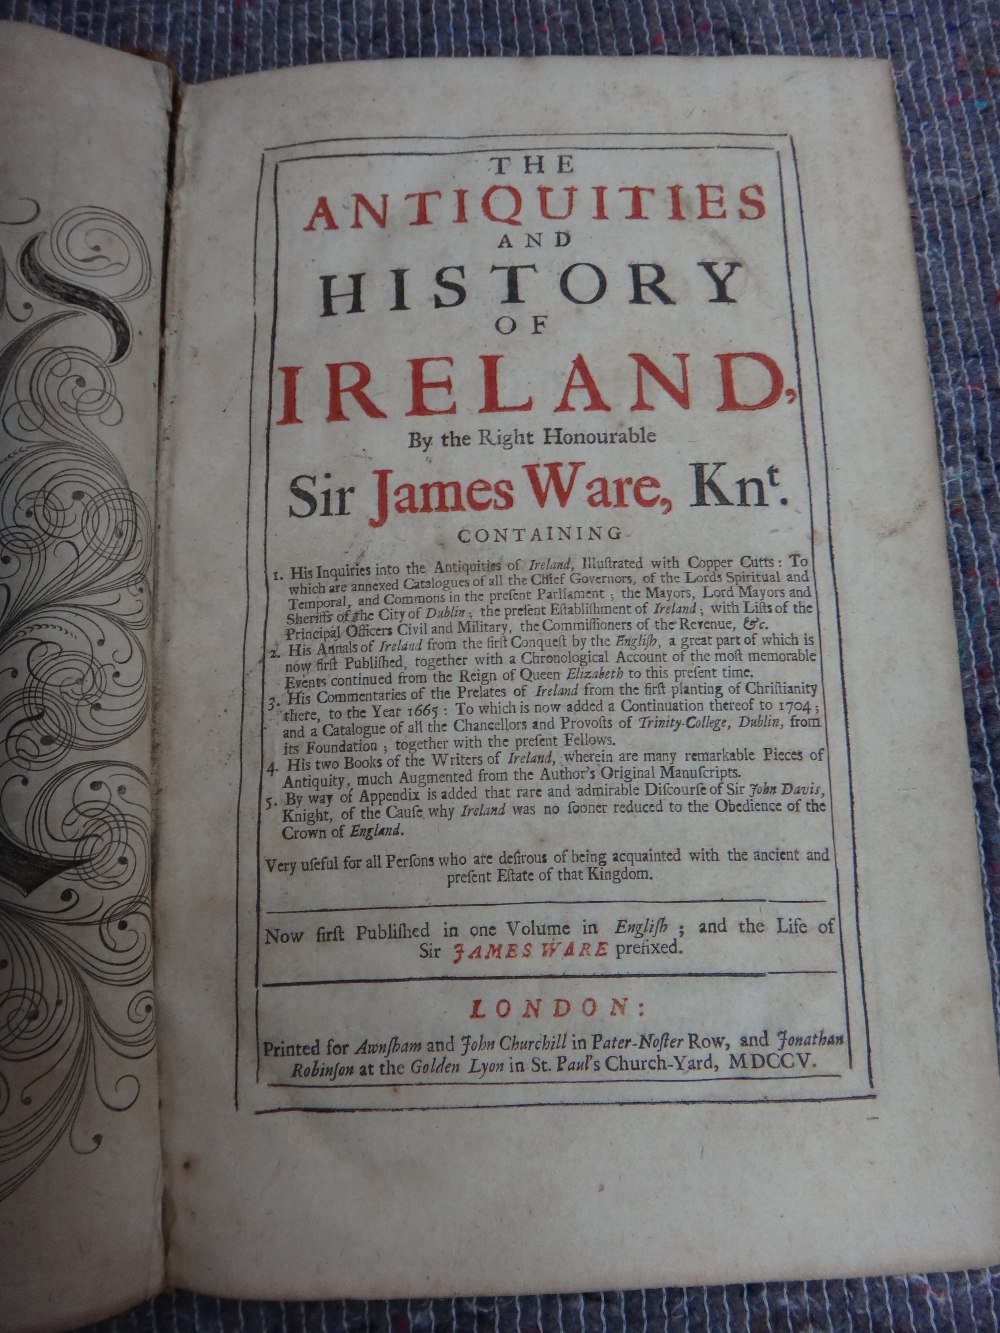 THE
ANTIQUITIES
AND
HISTORY
OF
IRELAND,
By the Right Honourable
Sir James Ware, Knt.
CONTAINING
1. His Inquiries into the Antiquities of Ireland, Illuſtrated with Copper Cutts: To
which are annexed Catalogues of all the Chief Governors, of the Lords Spiritual and
Temporal, and Commons in the preſent Parliament; the Mayors, Lord Mayors and
Sheriffs of the City of Dublin; the preſent Eſtabliſhment of Ireland; with Liſts of the
Principal Officers Civil and Military, the Commiſſioners of the Revenue, &c.
2. His Annals of Ireland from the firſt Conqueſt by the Engliſh, a great part of which is
now firſt Publiſhed, together with a Chronological Account of the moſt memorable
Events continued from the Reign of Queen Elizabeth to this preſent time.
3. His Commentaries of the Prelates of Ireland from the firſt planting of Chriſtianity
there, to the Year 1665: To which is now added a Continuation thereof to 1704;
and a Catalogue of all the Chancellors and Provoſts of Trinity-College, Dublin, from
its Foundation; together with the preſent Fellows.
4. His two Books of the Writers of Ireland, wherein are many remarkable Pieces of
Antiquity, much Augmented from the Author's Original Manuſcripts.
5. By way of Appendix is added that rare and admirable Diſcourſe of Sir John Davis,
Knight, of the Cauſe why Ireland was no ſooner reduced to the Obedience of the
Crown of England.
Very uſeful for all Perſons who are deſirous of being acquainted with the ancient and
preſent Eſtate of that Kingdom.
Now firſt Publiſhed in one Volume in Engliſh; and the Life of
Sir JAMES WARE prefixed.
LONDON:
Printed for Awnſham and John Churchill in Pater-Noſter Row, and Jonathan
Robinſon at the Golden Lyon in St. Paul's Church-Yard, MDCCV.